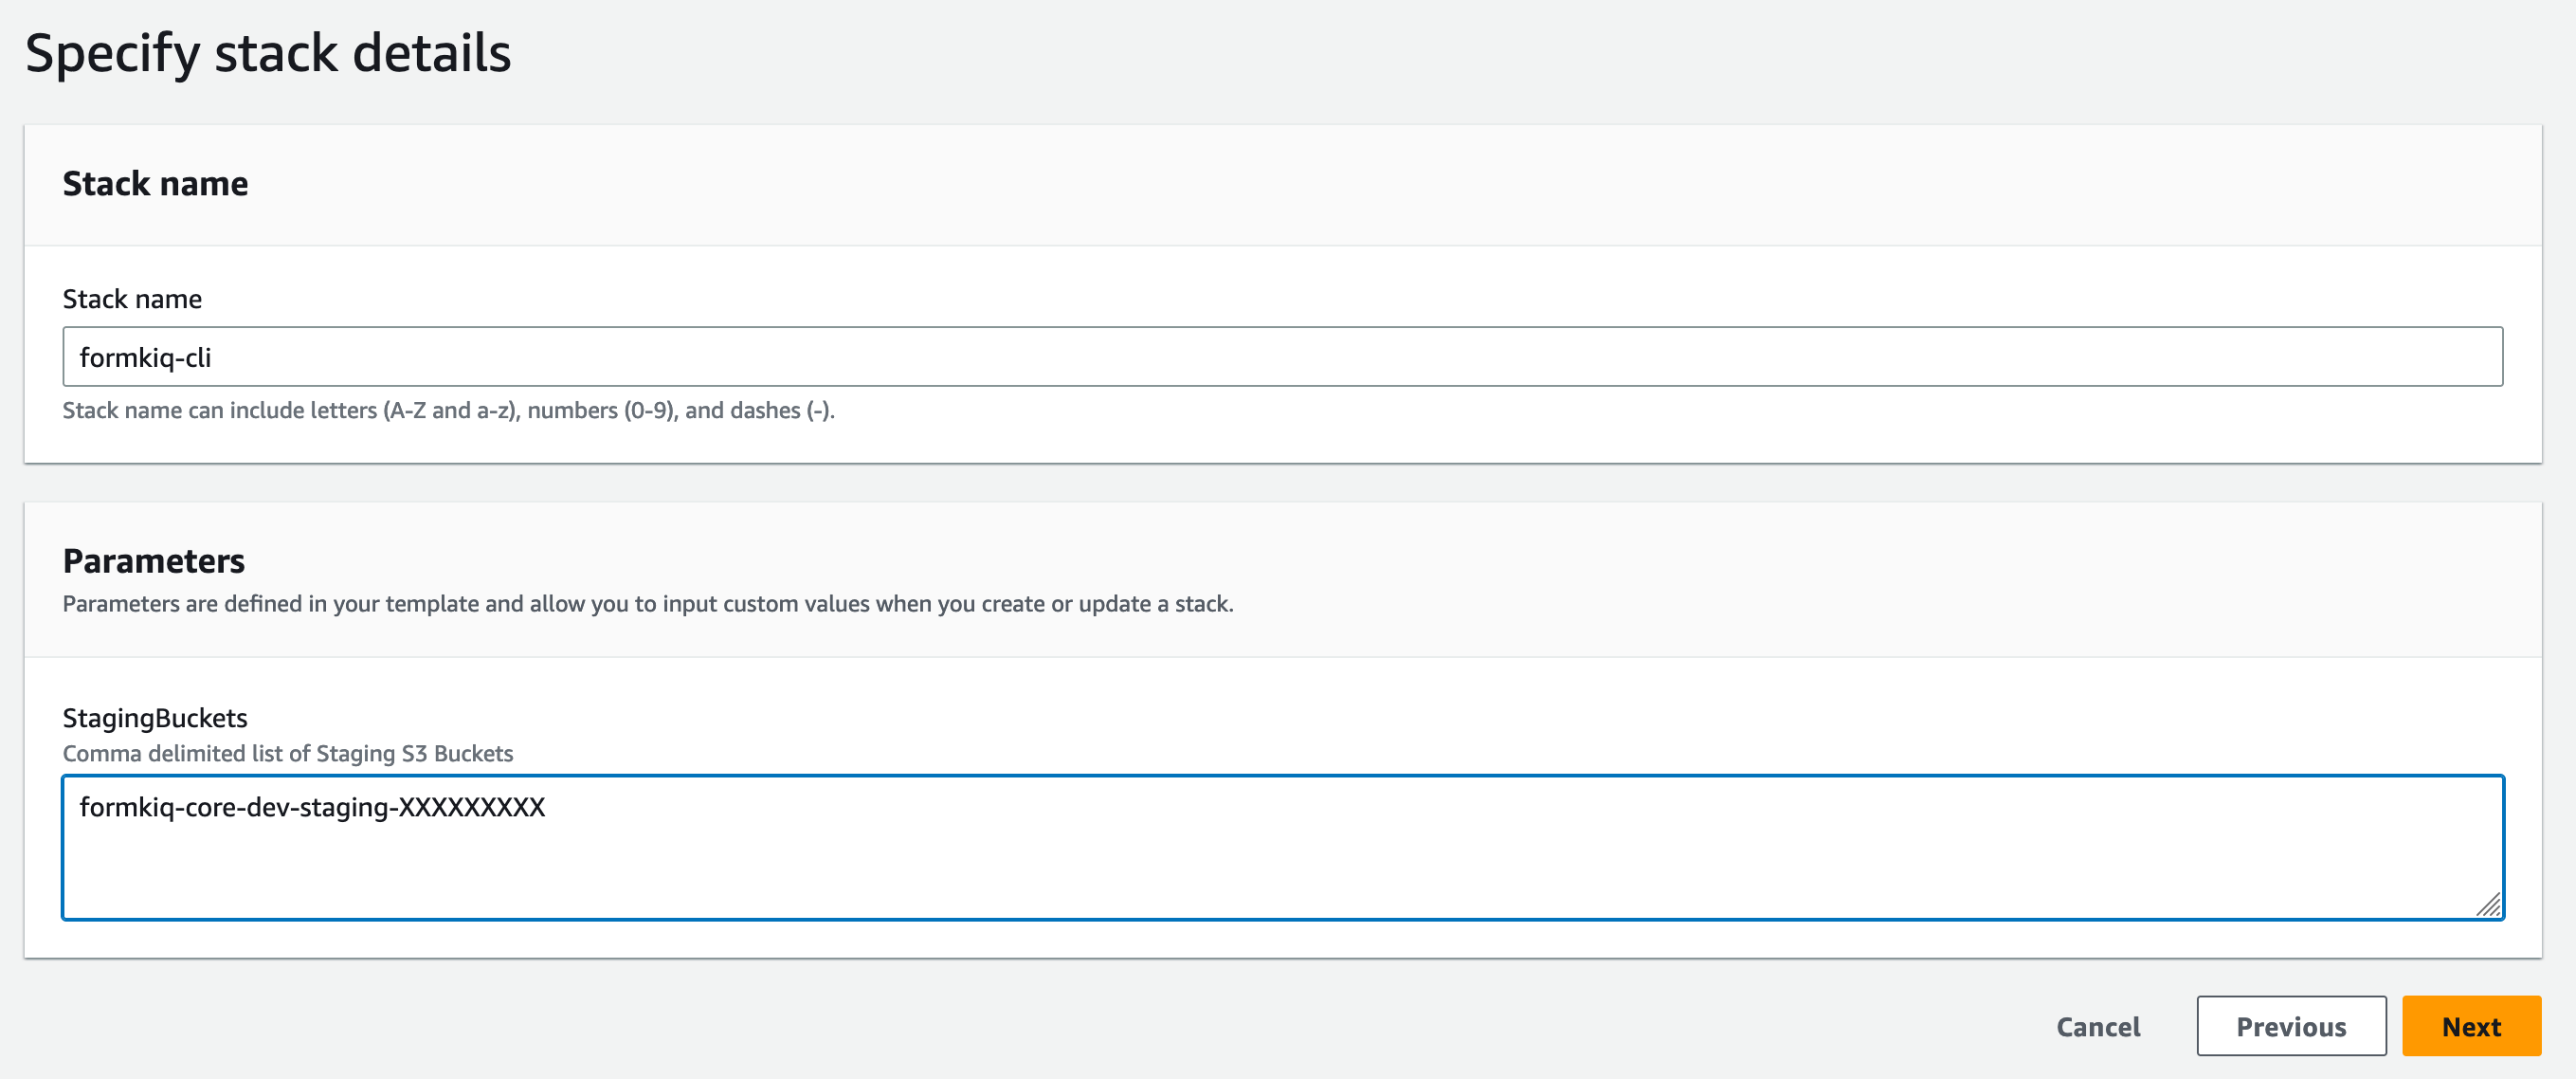 Specify stack details
Stack name
Stack name
formkiq-cli
Stack name can include letters (A-Z and a-z), numbers (0-9), and dashes (-).
Parameters
Parameters are defined in your template and allow you to input custom values when you create or update a stack.
StagingBuckets
Comma delimited list of Staging S3 Buckets
formkiq-core-dev-staging-XXXXXXXXX
Cancel Previous Next